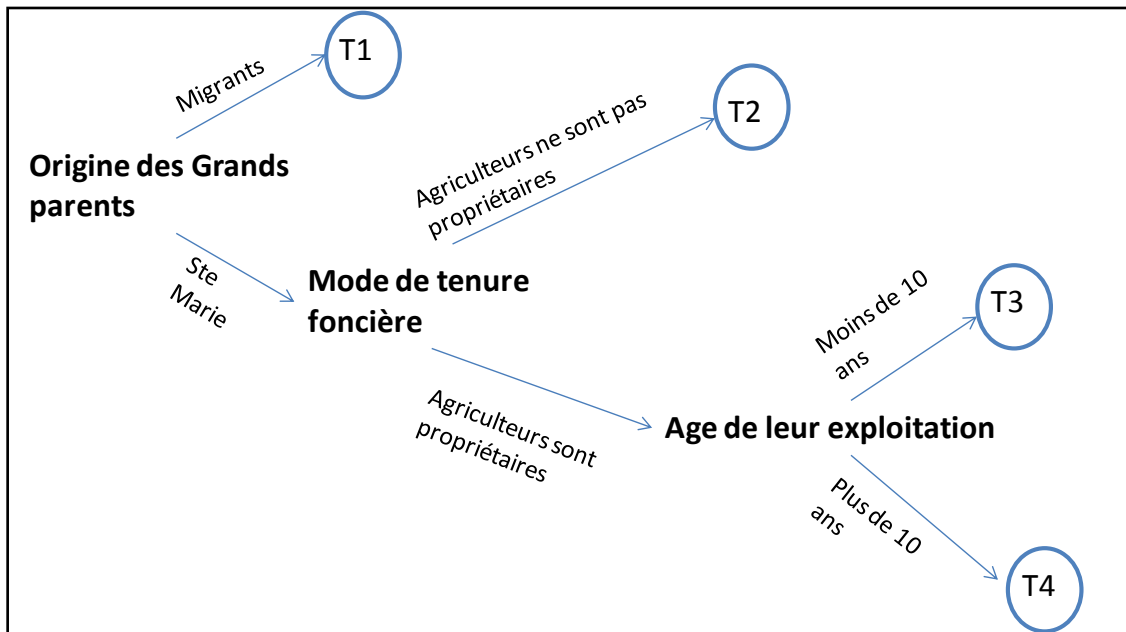 T1
Migrants
Origine des Grands
parents
T2
Agriculteurs ne sont pas
propriétaires
Ste
Marie
Mode de tenure
foncière
T3
Moins de 10
ans
Agriculteurs sont
propriétaires
Age de leur exploitation
Plus de 10
ans
T4